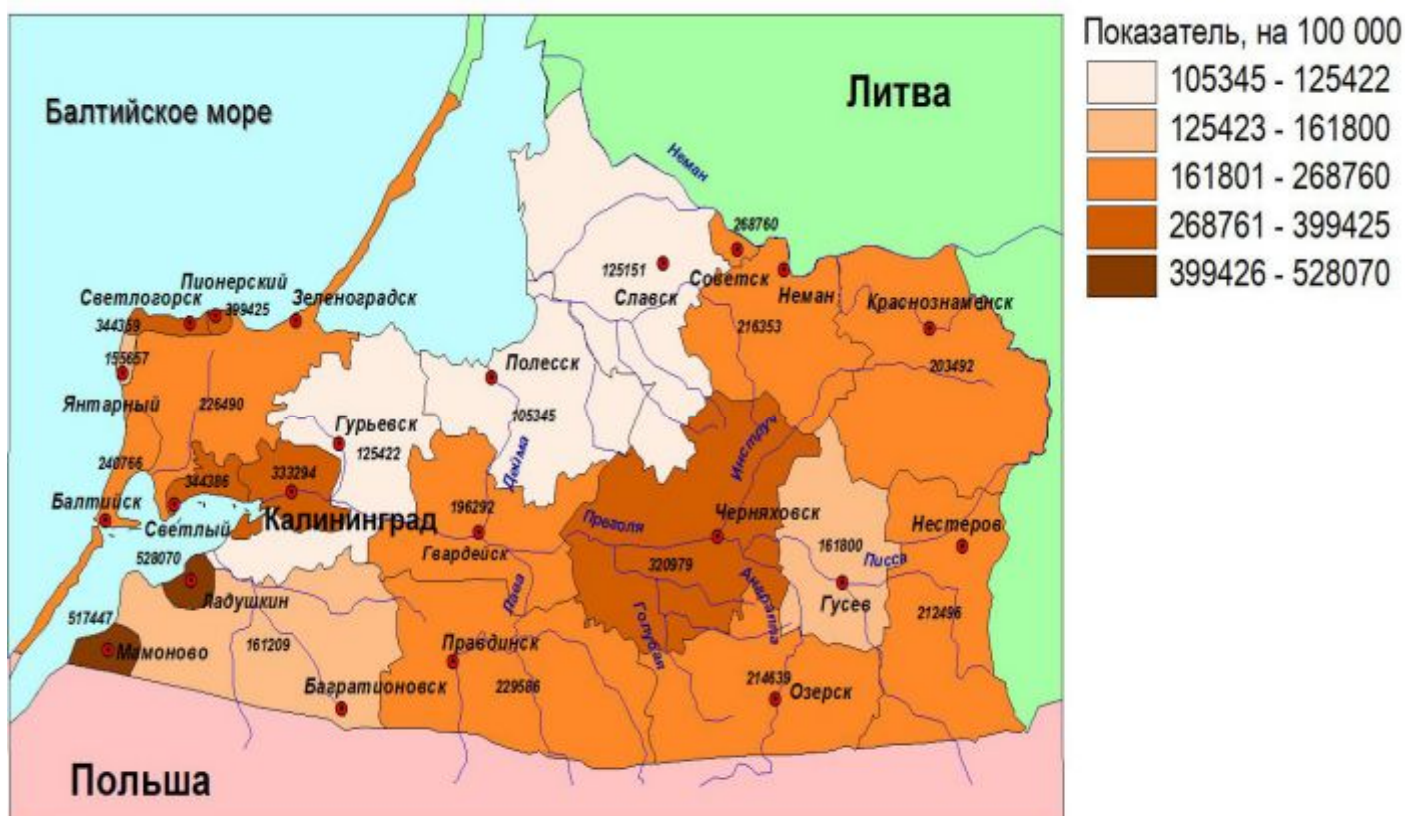 Показатель, на 100 000
105345 - 125422
125423 - 161800
161801 - 268760
268761 - 399425
399426 - 528070
Балтийское море
Литва
Неман
268760
125151
Советск
Славск
Неман
Краснознаменск
216353
203492
Пионерский
Светлогорск
Зеленоградск
399425
344359
155657
Янтарный
226490
Полесск
105345
Гурьевск
125422
Дейма
Инструч
240766
344386
333294
Балтийск
Светлый
Калининград
196292
Гвардейск
Преголя
Черняховск
320979
161800
Писса
Гусев
Нестеров
212496
528070
Ладушкин
517447
Мамоново
161209
Багратионовск
Лава
Правдинск
229586
Голубая
Анграппа
214639
Озерск
Польша